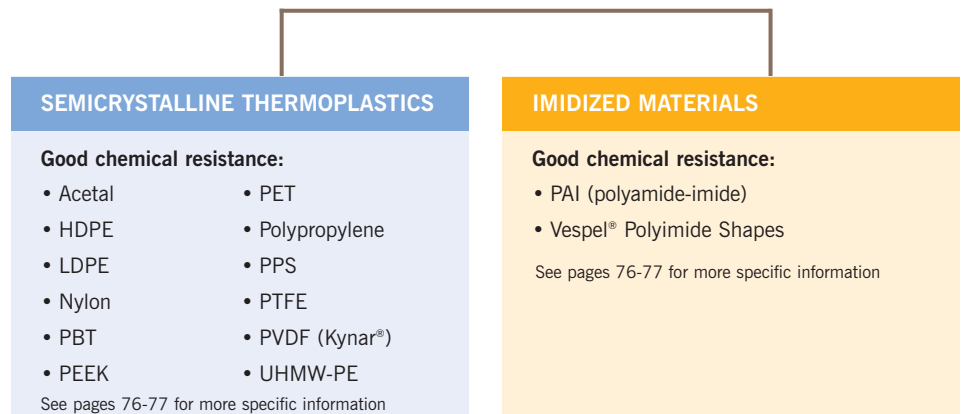 SEMICRYSTALLINE THERMOPLASTICS
Good chemical resistance:
• Acetal
• HDPE
• LDPE
• Nylon
• PBT
• PEEK
• PET
• Polypropylene
• PPS
• PTFE
• PVDF (Kynar®)
• UHMW-PE
See pages 76-77 for more specific information
IMIDIZED MATERIALS
Good chemical resistance:
• PAI (polyamide-imide)
• Vespel® Polyimide Shapes
See pages 76-77 for more specific information